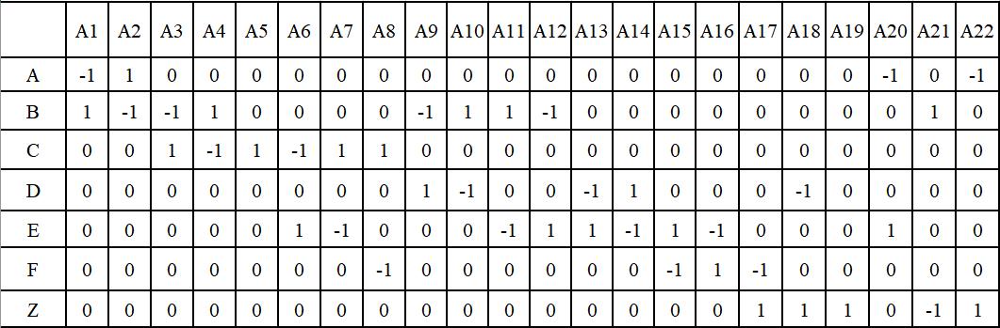 A1 A2 A3 A4 A5 A6 A7 A8 A9 A10 A11 A12 A13 A14 A15 A16 A17 A18 A19 A20 A21 A22
A -1 1 0 0 0 0 0 0 0 0 0 0 0 0 0 0 0 0 0 -1 0 -1
B 1 -1 -1 1 0 0 0 0 -1 1 1 -1 0 0 0 0 0 0 0 0 1 0
C 0 0 1 -1 1 -1 1 1 0 0 0 0 0 0 0 0 0 0 0 0 0 0
D 0 0 0 0 0 0 0 0 1 -1 0 0 -1 1 0 0 0 -1 0 0 0 0
E 0 0 0 0 0 1 -1 0 0 0 -1 1 1 -1 1 -1 0 0 0 1 0 0
F 0 0 0 0 0 0 0 -1 0 0 0 0 0 0 -1 1 -1 0 0 0 0 0
Z 0 0 0 0 0 0 0 0 0 0 0 0 0 0 0 0 1 1 1 0 -1 1